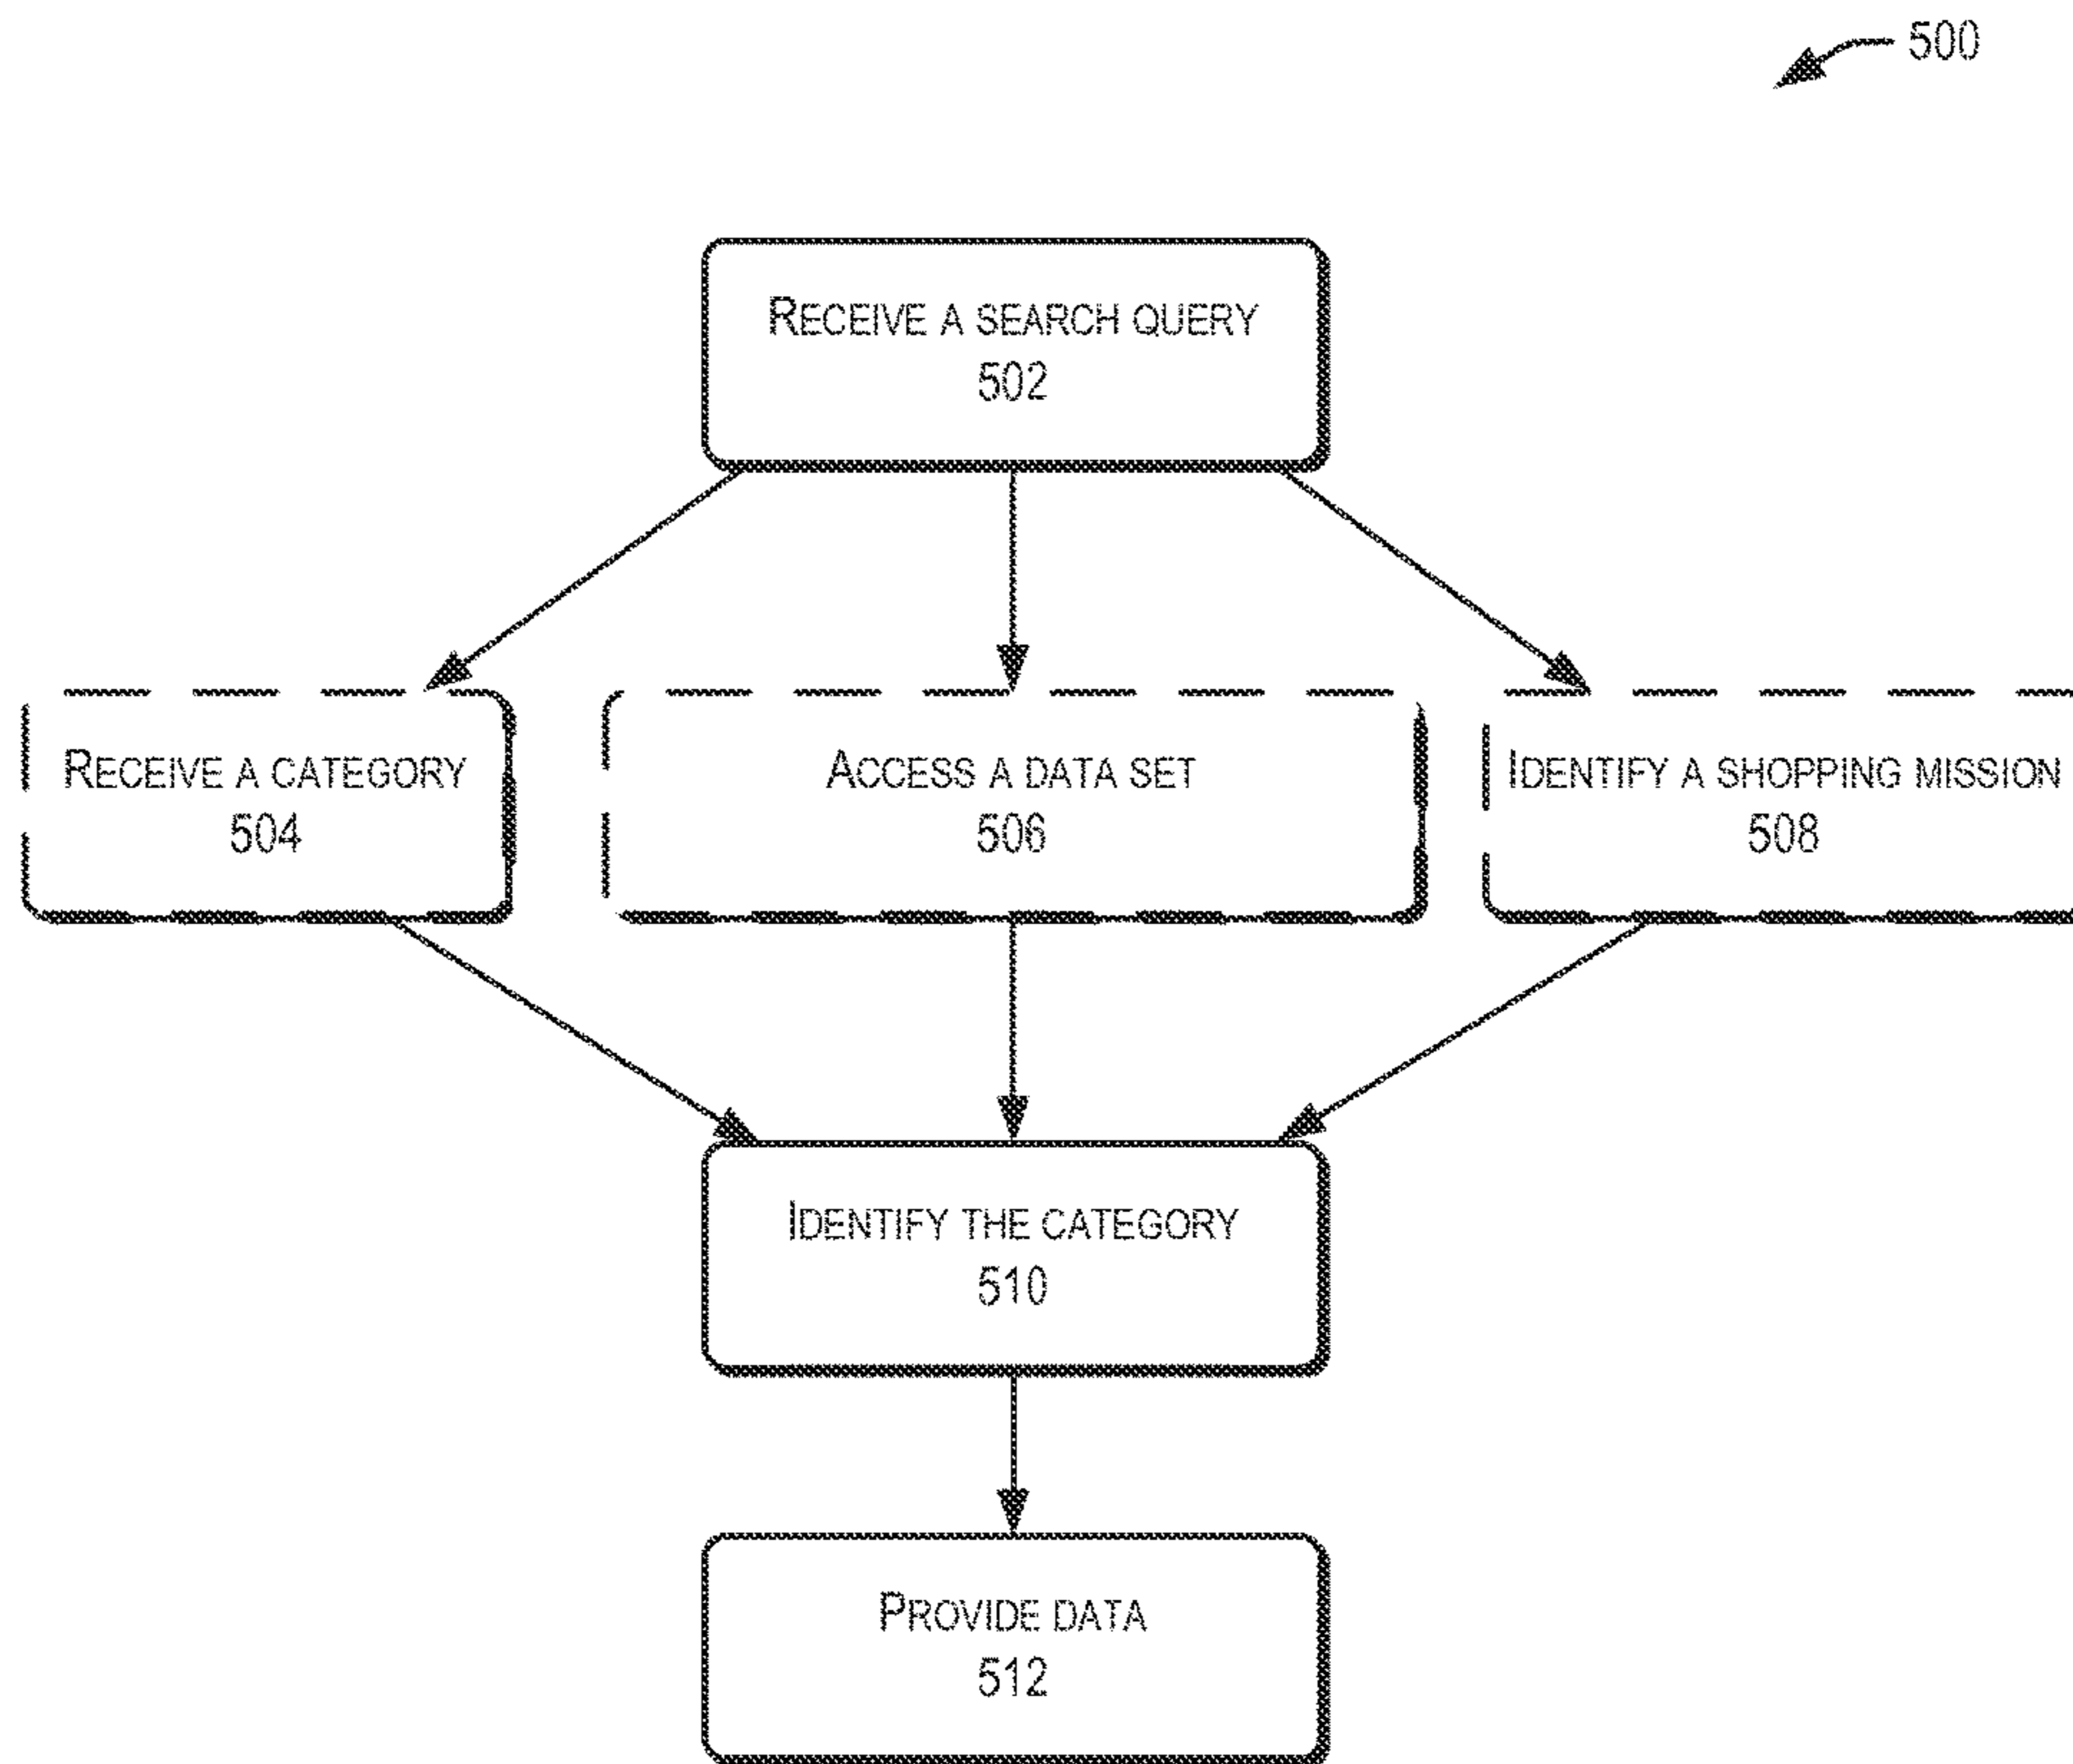 500
RECEIVE A SEARCH QUERY
502
RECEIVE A CATEGORY
504
ACCESS A DATA SET
506
IDENTIFY A SHOPPING MISSION
508
IDENTIFY THE CATEGORY
510
PROVIDE DATA
512